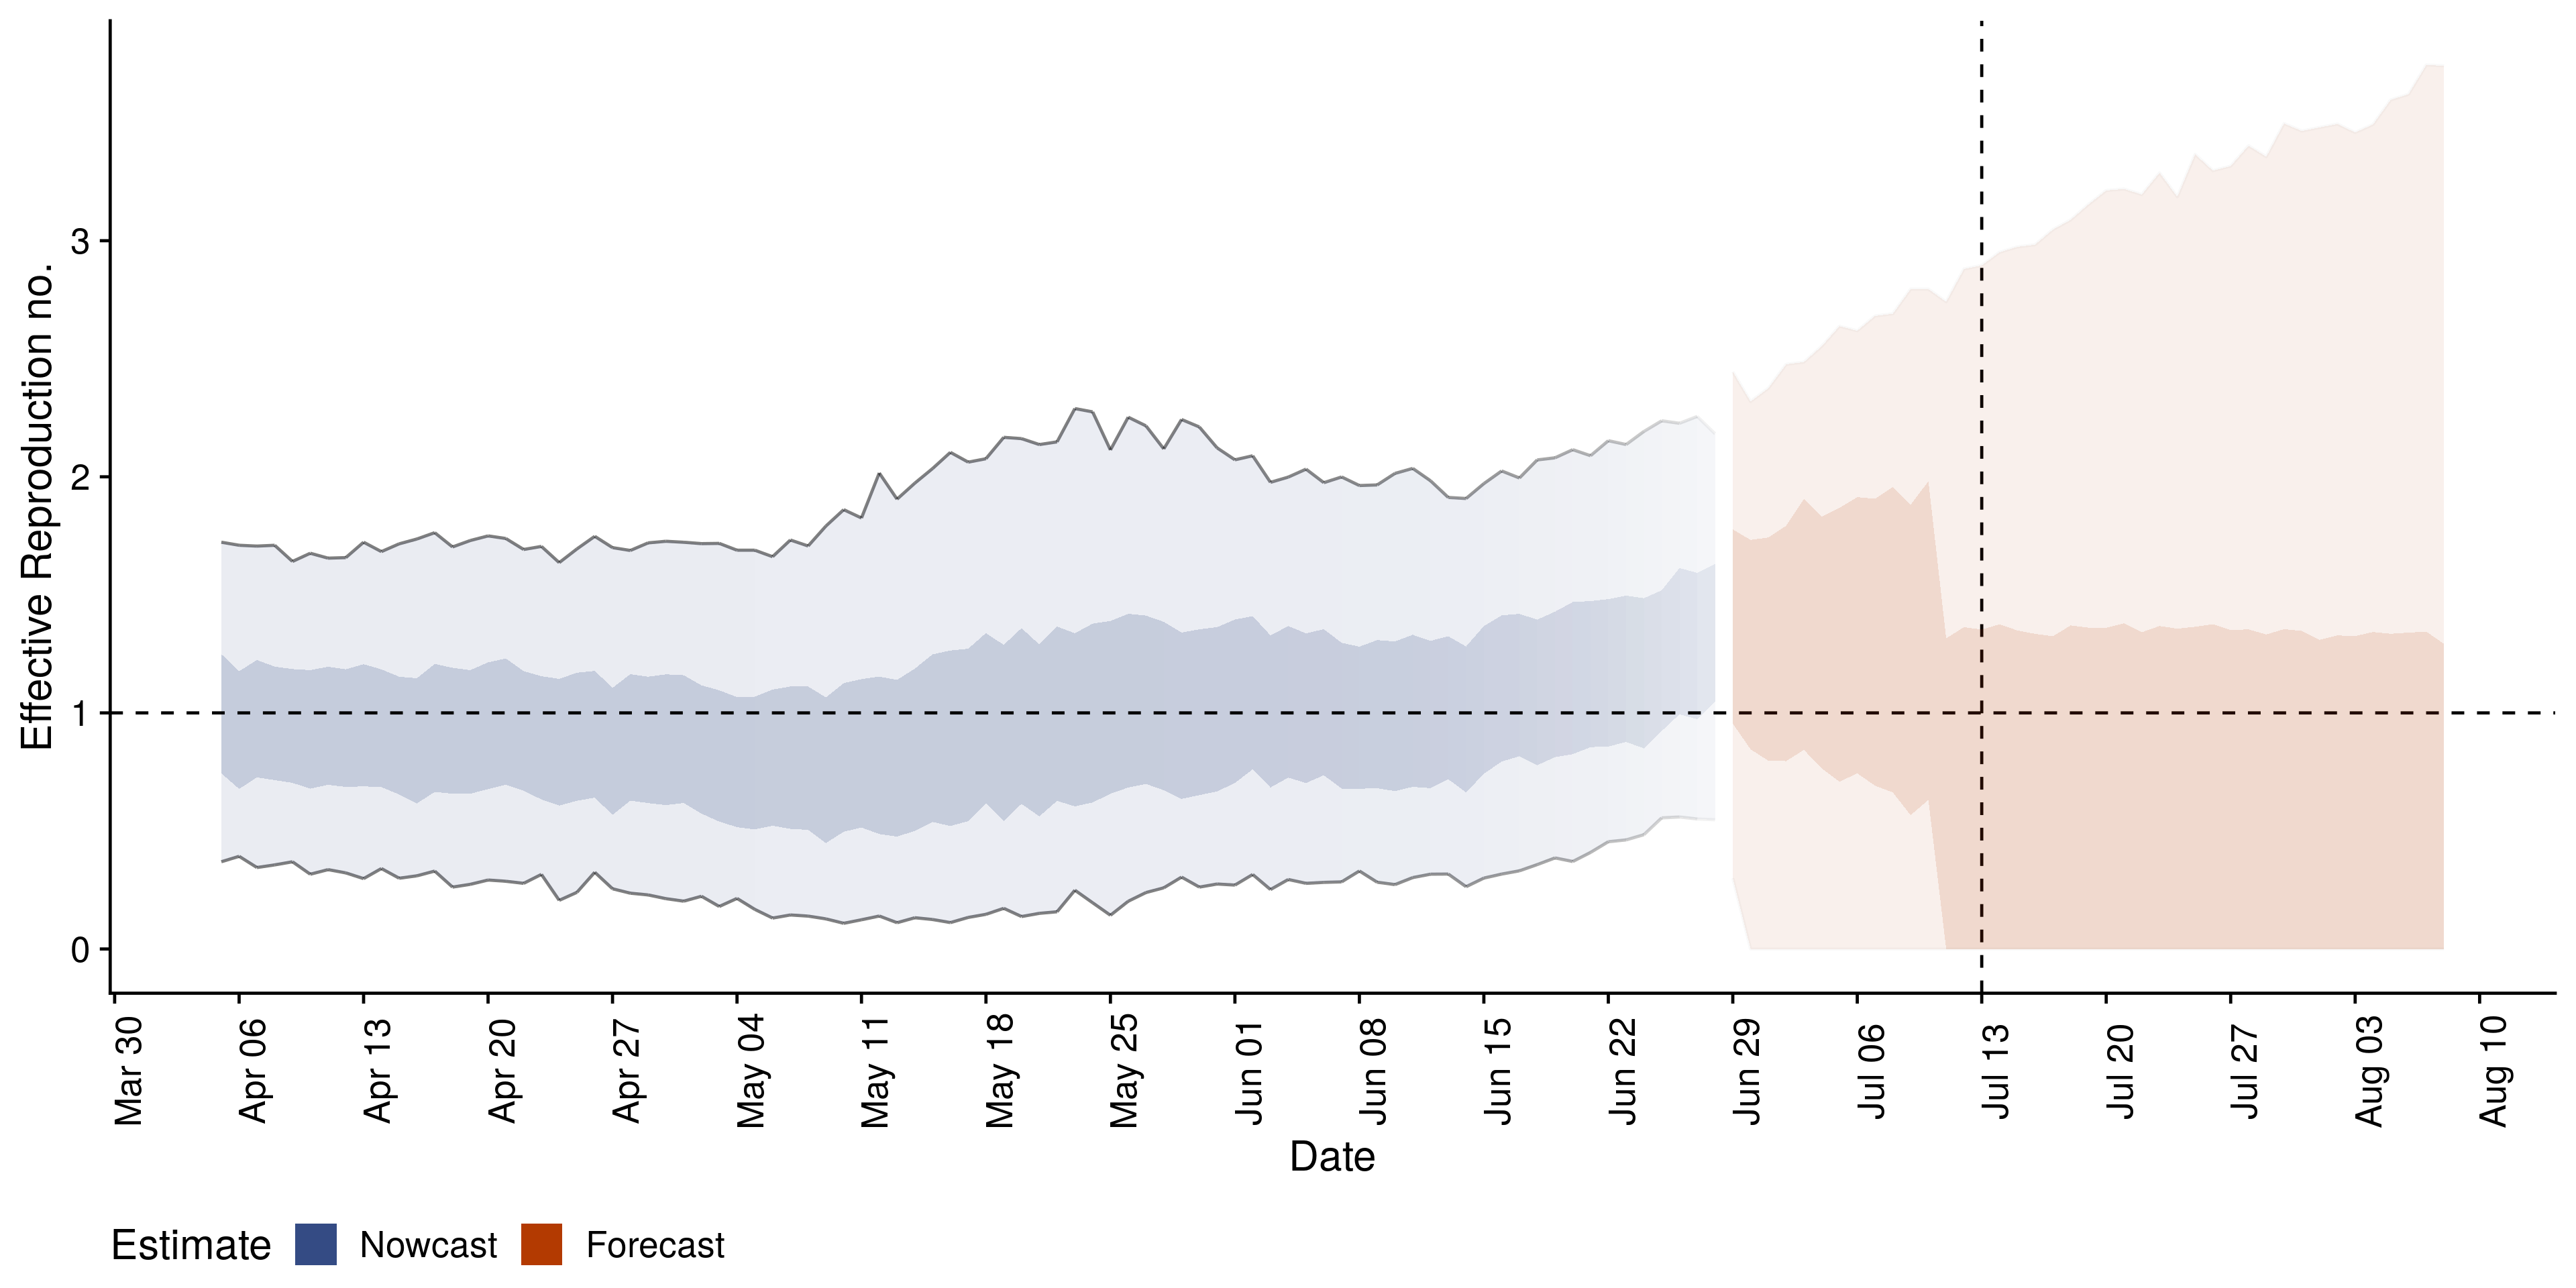 Effective Reproduction no.
3
2
1
0
Mar 30
Apr 06
Apr 13
Apr 20
Apr 27
May 04
May 11
May 18
May 25
Jun 01
Jun 08
Jun 15
Jun 22
Jun 29
Jul 06
Jul 13
Jul 20
Jul 27
Aug 03
Aug 10
Date
Estimate Nowcast Forecast